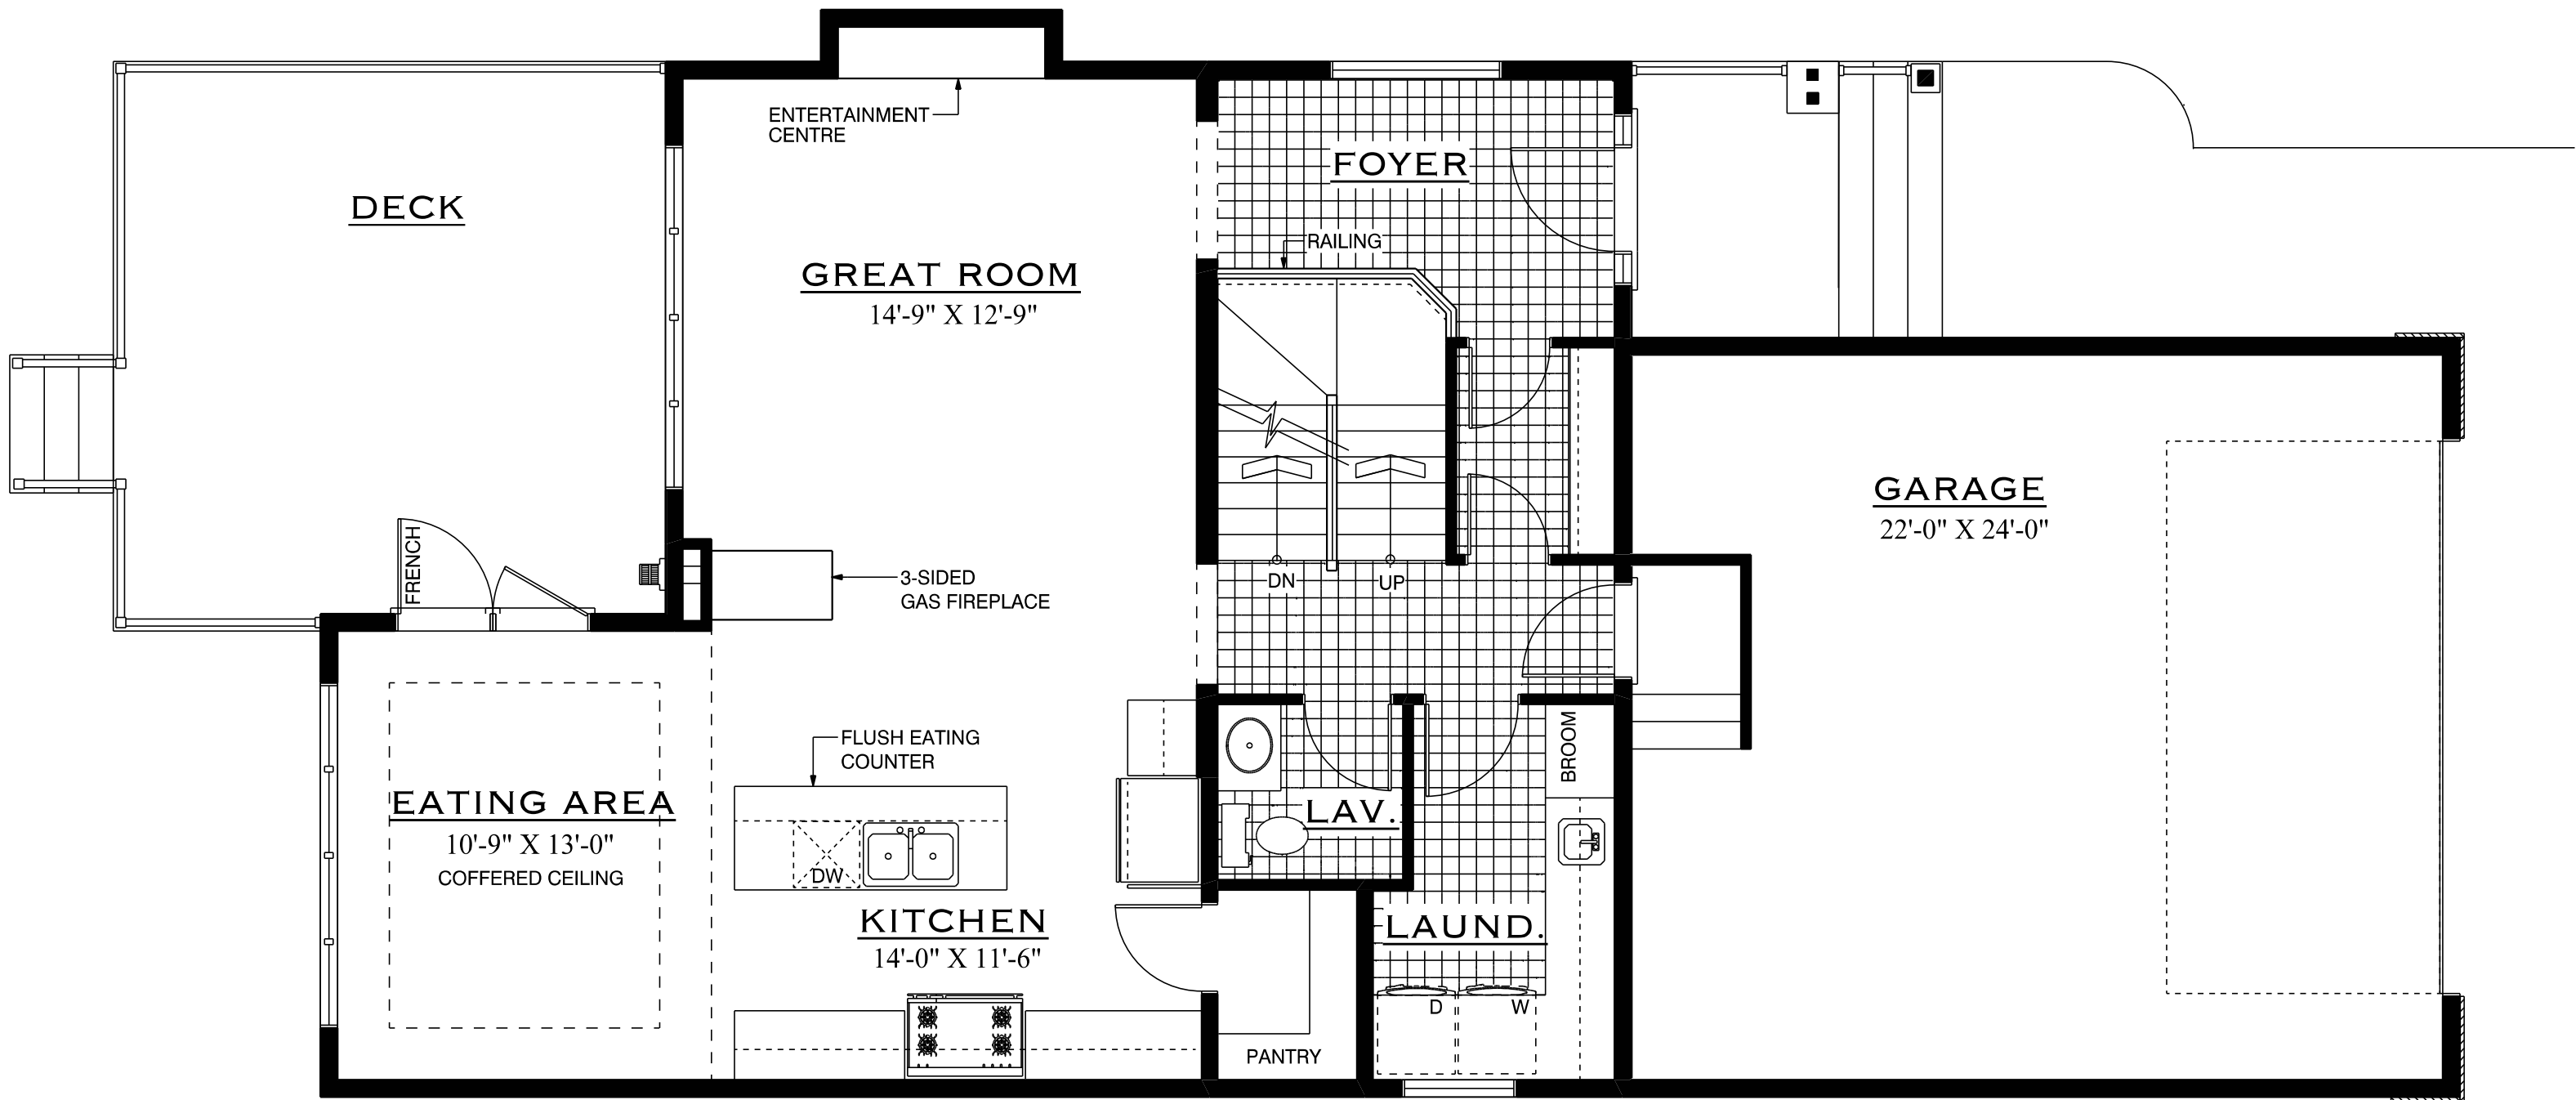 ENTERTAINMENT
CENTRE
DECK
FOYER
RAILING
GREAT ROOM
14'-9" X 12'-9"
GARAGE
22'-0" X 24'-0"
FRENCH
3-SIDED
GAS FIREPLACE
DN
UP
FLUSH EATING
COUNTER
BROOM
EATING AREA
10'-9" X 13'-0"
COFFERED CEILING
DW
LAV.
KITCHEN
14'-0" X 11'-6"
LAUND.
D
W
PANTRY